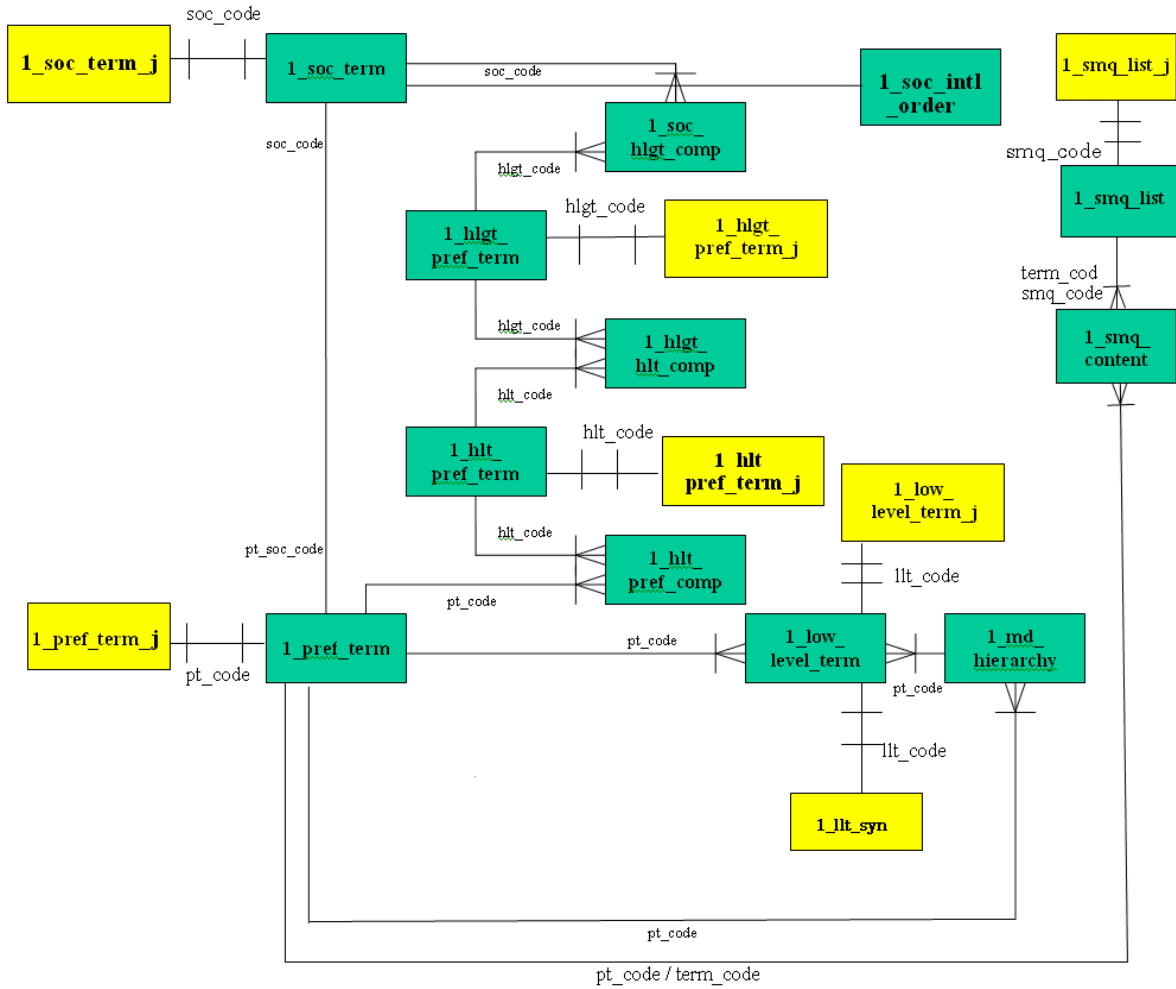 soc_code
1_soc_term_j
1_soc_term
soc_code
1_soc_intl
_order
1_smq_list_j
1_soc_
hlgt_comp
soc_code
smq_code
hlgt_code
1_smq_list
hlgt_code
1_hlgt_
pref_term
1_hlgt_
pref_term_j
term_cod
smq_code
hlgt_code
1_hlgt_
hlt_comp
1_smq_
content
hlt_code
hlt_code
1_hlt_
pref_term
1_hlt
pref_term_j
1_low_
level_term_j
hlt_code
pt_soc_code
1_hlt_
pref_comp
llt_code
pt_code
1_pref_term_j
pt_code
1_pref_term
pt_code
1_low_
level_term
1_md_
hierarchy
pt_code
llt_code
1_llt_syn
pt_code
pt_code / term_code